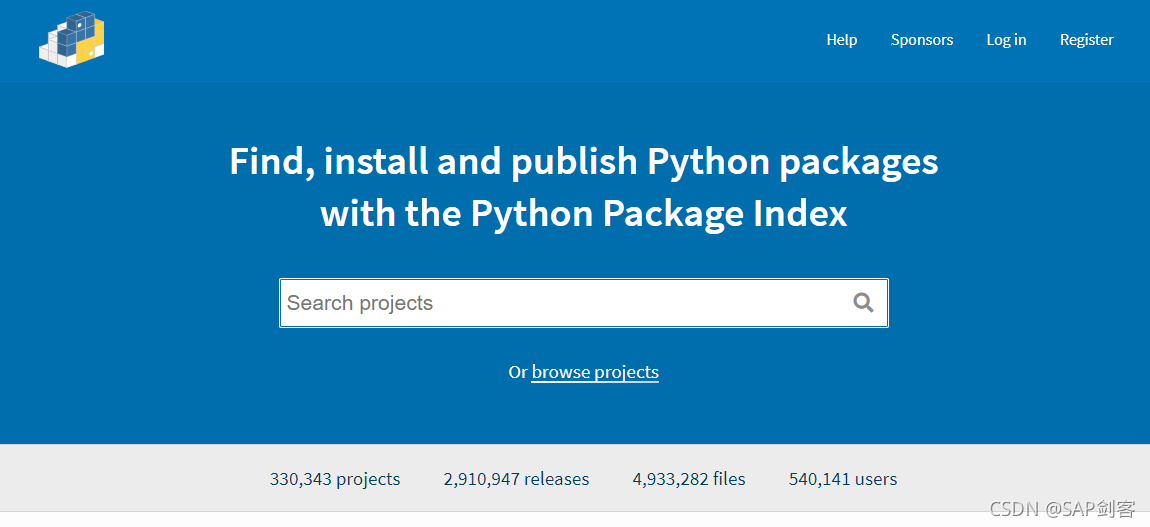 Help Sponsors Log in Register
Find, install and publish Python packages
with the Python Package Index
Search projects
Or browse projects
330,343 projects 2,910,947 releases 4,933,282 files 540,141 users
CSDN @SAP剑客